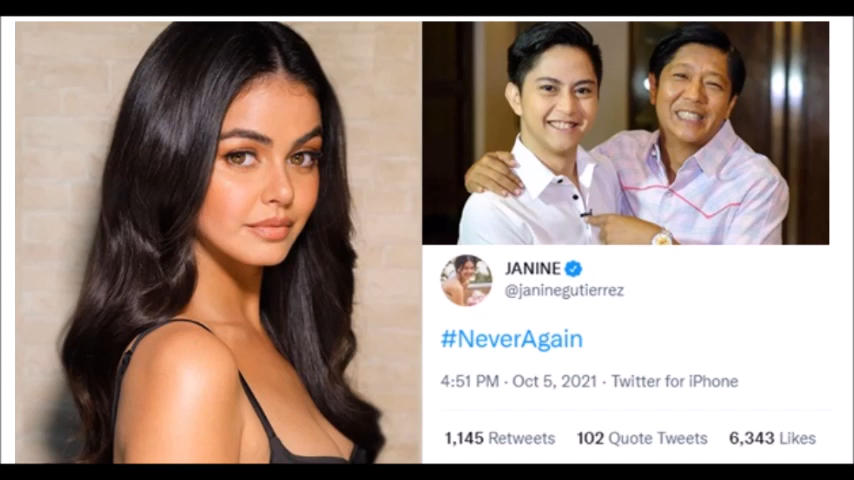 JANINE
@janinegutierrez
#NeverAgain
4:51 PM · Oct 5, 2021 · Twitter for iPhone
1,145 Retweets 102 Quote Tweets 6,343 Likes